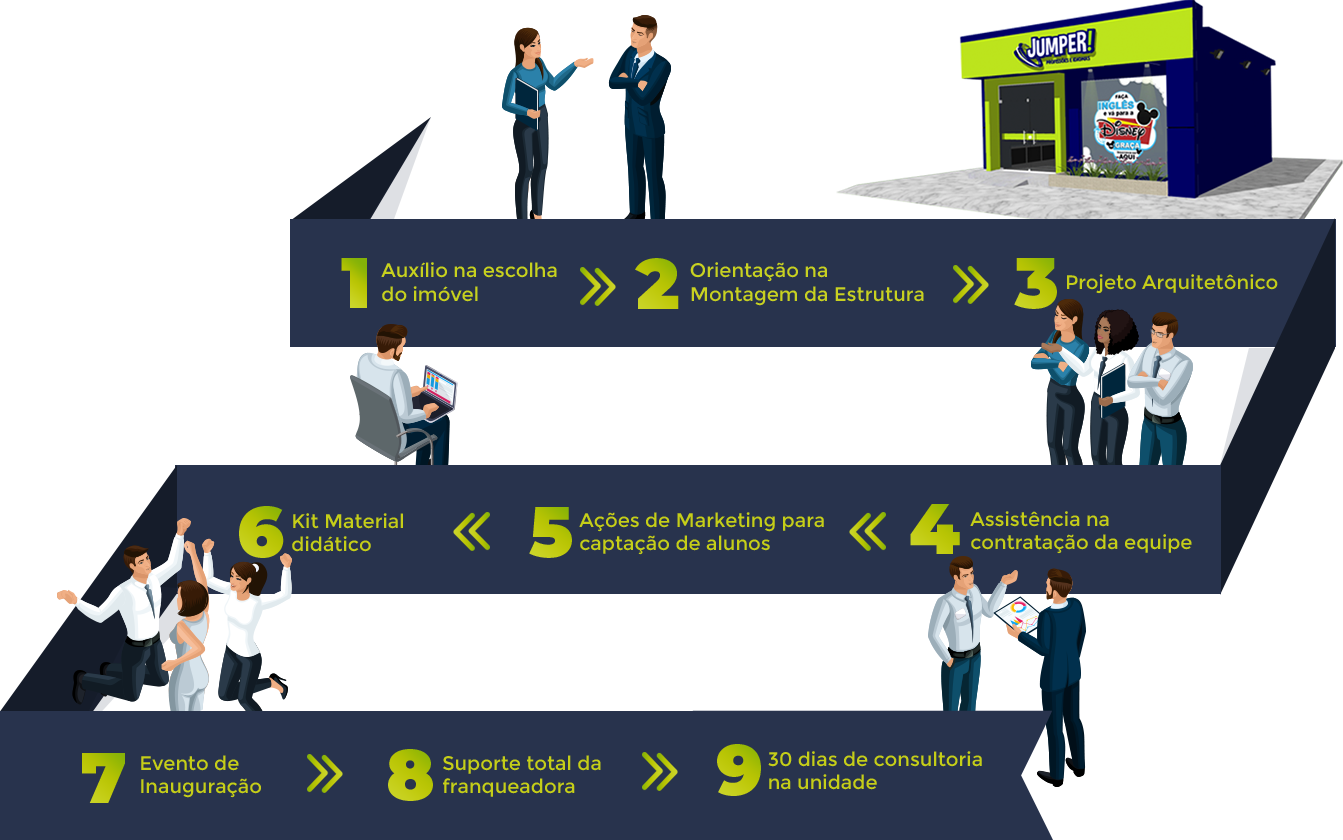 JUMPER!
PROFISSÕES E IDIOMAS
FAÇA
INGLÊS
e vá para a
Disney
GRAÇA
AQUI
1 Auxílio na escolha
do imóvel
2 Orientação na
Montagem da Estrutura
3 Projeto Arquitetônico
4 Assistência na
contratação da equipe
5 Ações de Marketing para
captação de alunos
6 Kit Material
didático
7 Evento de
Inauguração
8 Suporte total da
franqueadora
9 30 dias de consultoria
na unidade